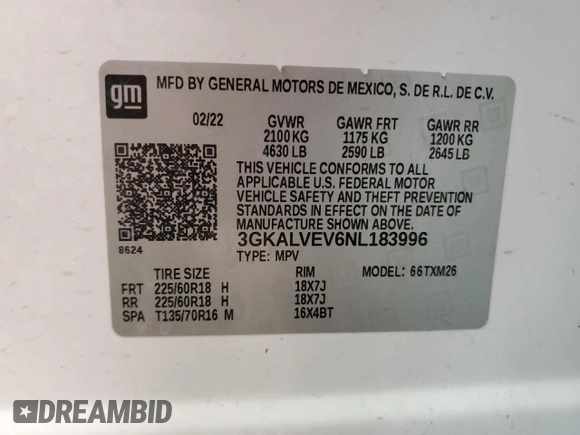 gm
MFD BY GENERAL MOTORS DE MEXICO, S. DE R.L. DE C.V.
02/22 GVWR GAWR FRT GAWR RR
2100 KG 1175 KG 1200 KG
4630 LB 2590 LB 2645 LB
THIS VEHICLE CONFORMS TO ALL
APPLICABLE U.S. FEDERAL MOTOR
VEHICLE SAFETY AND THEFT PREVENTION
STANDARDS IN EFFECT ON THE DATE OF
MANUFACTURE SHOWN ABOVE.
8624
3GKALVEV6NL183996
TYPE: MPV
TIRE SIZE RIM MODEL: 66TXM26
FRT 225/60R18 H 18X7J
RR 225/60R18 H 18X7J
SPA T135/70R16 M 16X4BT
DREAMBID